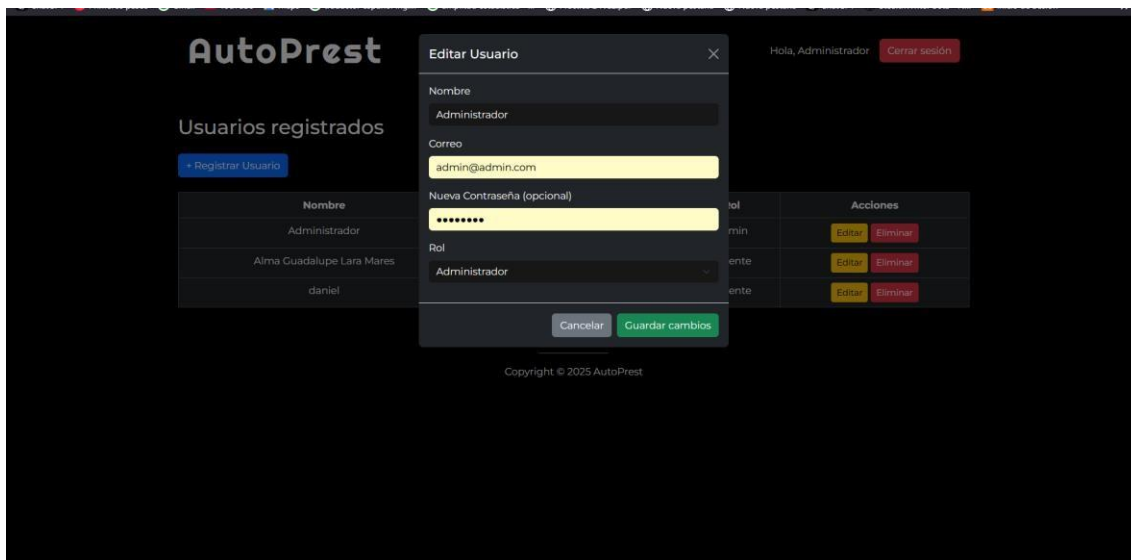 AutoPrest
Hola, Administrador
Cerrar sesión
Usuarios registrados
+ Registrar Usuario
Editar Usuario
Nombre
Administrador
Correo
admin@admin.com
Nueva Contraseña (opcional)
••••••••
Rol
Administrador
Cancelar
Guardar cambios
Nombre
Acciones
Administrador
Editar Eliminar
Alma Guadalupe Lara Mares
Editar Eliminar
daniel
Editar Eliminar
Copyright © 2025 AutoPrest